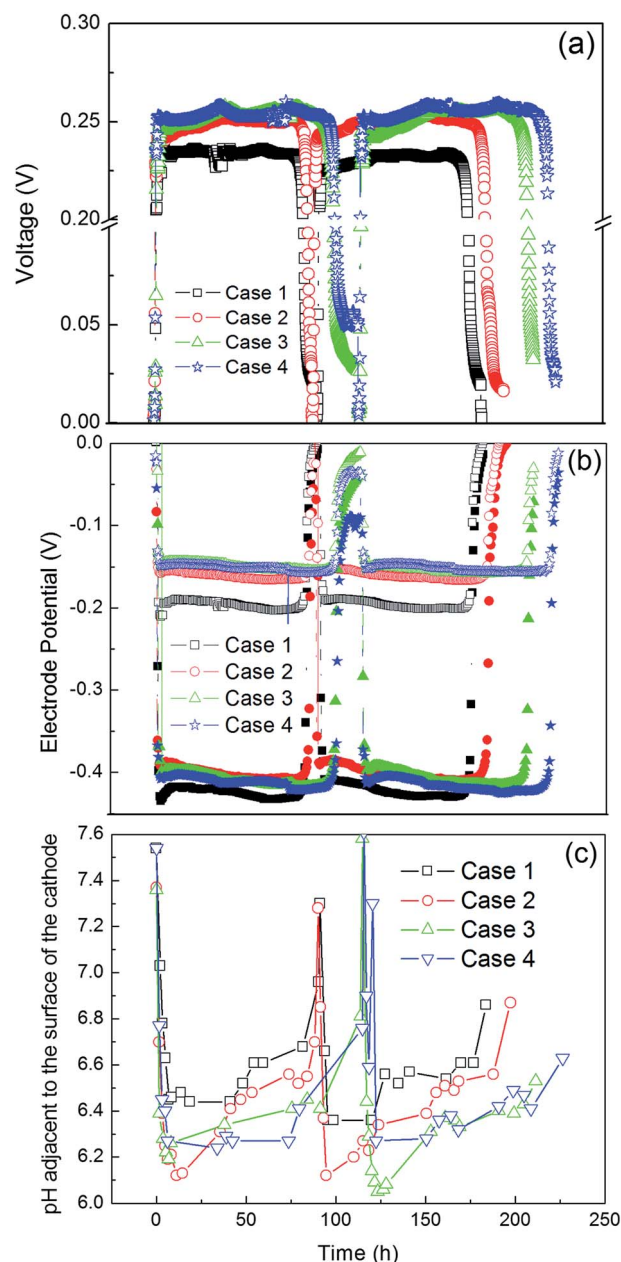 (a)
0.30
0.25
0.20
0.05
0.00
Voltage (V)
Case 1
Case 2
Case 3
Case 4
(b)
0.0
-0.1
-0.2
-0.3
-0.4
Electrode Potential (V)
Case 1
Case 2
Case 3
Case 4
(c)
7.6
7.4
7.2
7.0
6.8
6.6
6.4
6.2
6.0
pH adjacent to the surface of the cathode
Case 1
Case 2
Case 3
Case 4
0 50 100 150 200 250
Time (h)